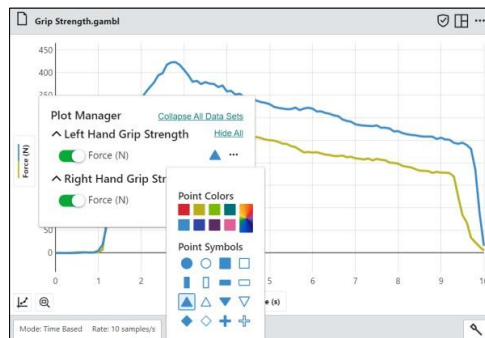 Grip Strength.gambl
450
400
350
Plot Manager
Collapse All Data Sets
Left Hand Grip Strength
Hide All
Force (N)
Right Hand Grip Str
Force (N)
Point Colors
Point Symbols
Force (N)
50
0
0 1 2 5 6 7 8 9 10
e (s)
Mode: Time Based Rate: 10 samples/s